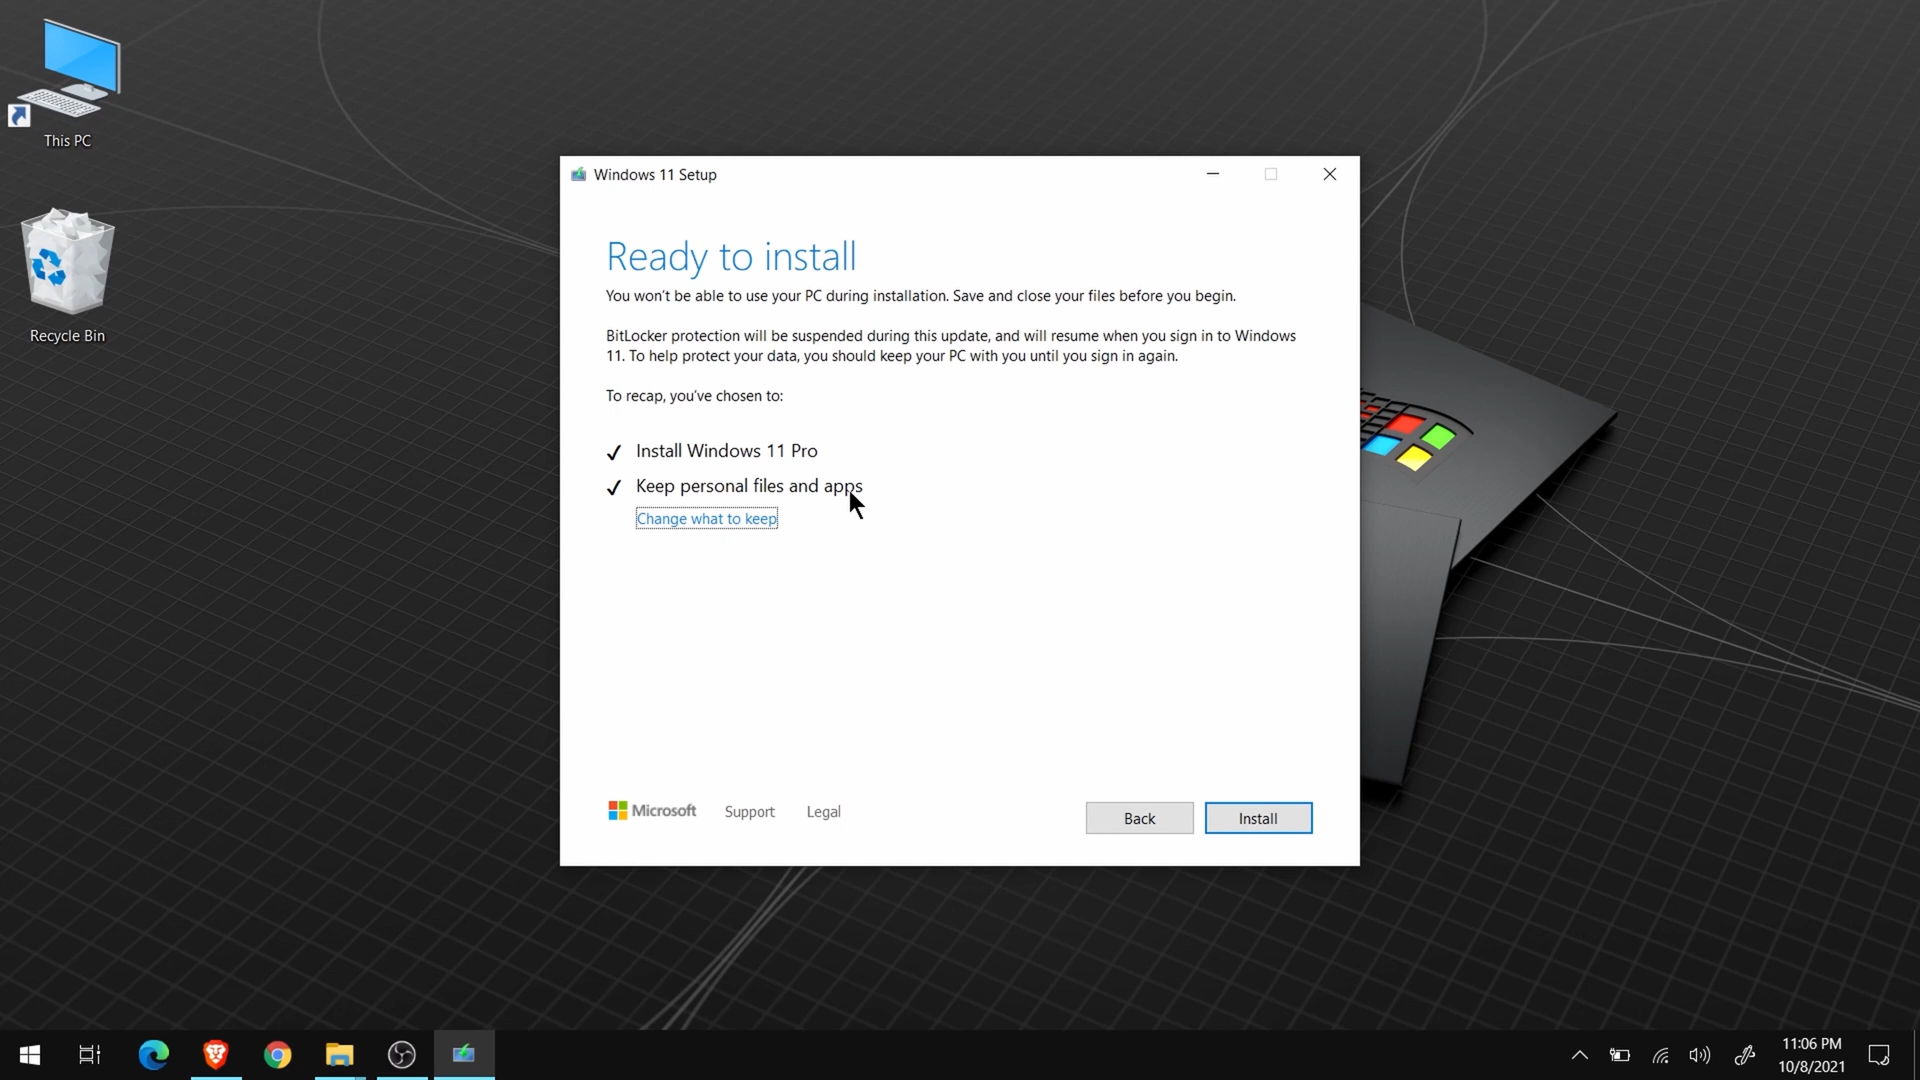 This PC
Recycle Bin
Windows 11 Setup
Ready to install
You won't be able to use your PC during installation. Save and close your files before you begin.
BitLocker protection will be suspended during this update, and will resume when you sign in to Windows
11. To help protect your data, you should keep your PC with you until you sign in again.
To recap, you've chosen to:
Install Windows 11 Pro
Keep personal files and apps
Change what to keep
Microsoft Support Legal Back Install
11:06 PM
10/8/2021